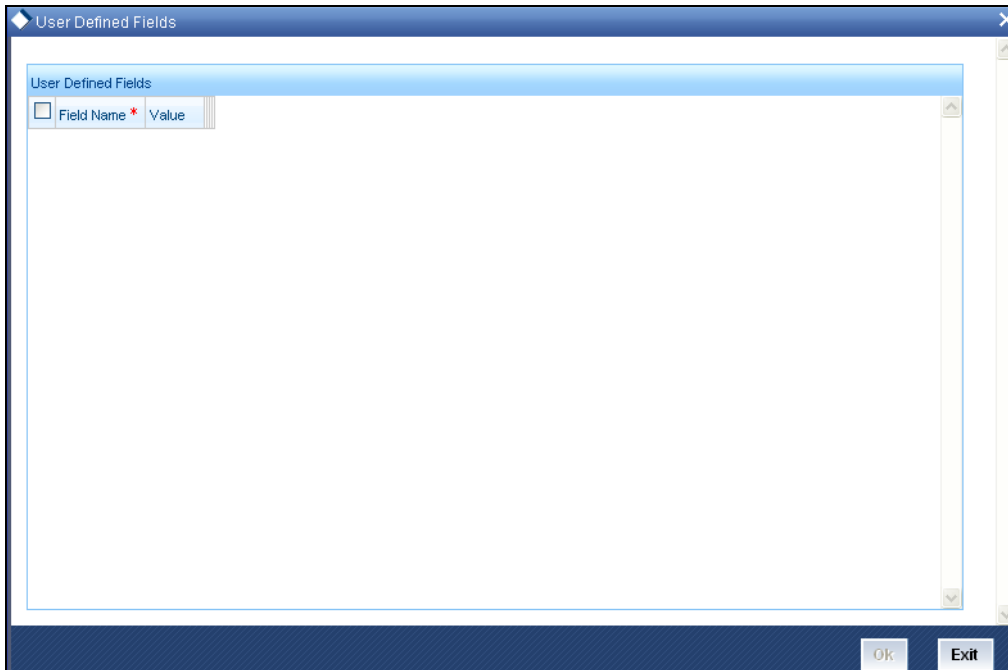 User Defined Fields
User Defined Fields
Field Name * Value
Ok Exit